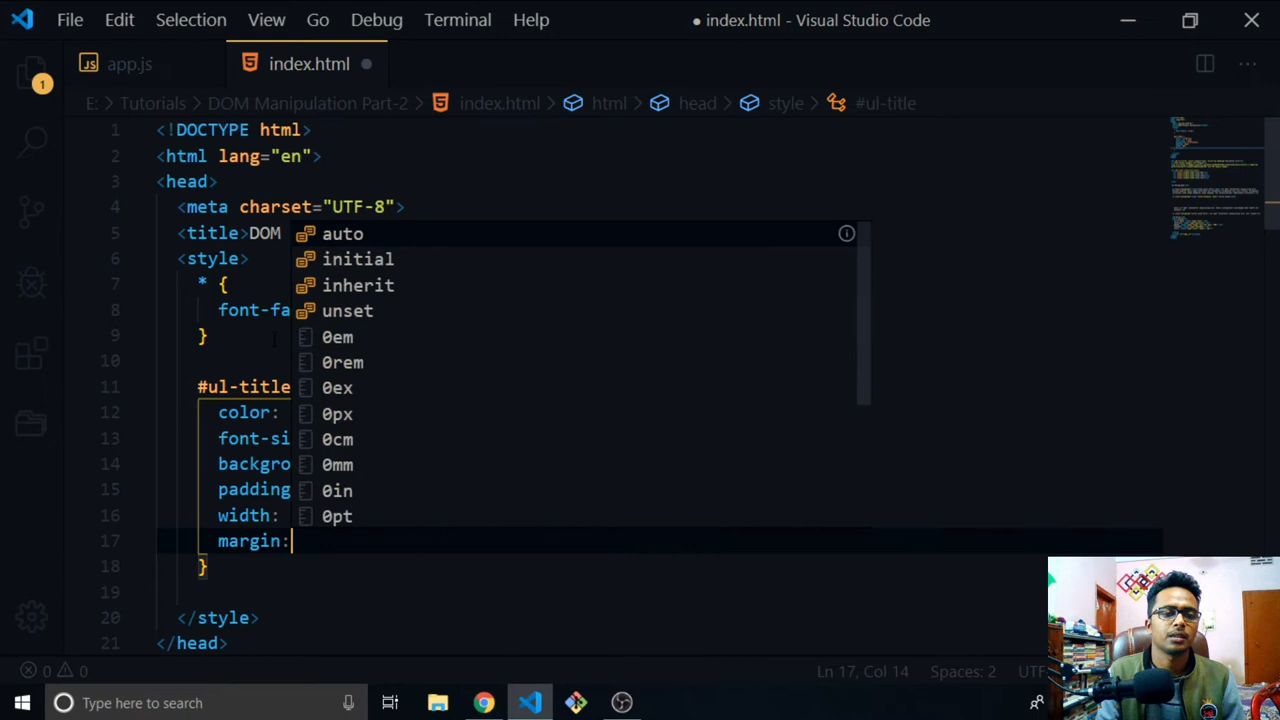 File Edit Selection View Go Debug Terminal Help ● index.html - Visual Studio Code
JS app.js index.html
1
E: Tutorials > DOM Manipulation Part-2 > index.html > html > head > style > #ul-title
1 <!DOCTYPE html>
2 <html lang="en">
3 <head>
4 <meta charset="UTF-8">
5 <title>DOM
6 <style>
7 * {
8 font-fa
9 }
10
11 #ul-title
12 color:
13 font-si
14 backgro
15 padding
16 width:
17 margin:
18 }
19
20 </style>
21 </head>
auto
initial
inherit
unset
0em
0rem
0ex
0px
0cm
0mm
0in
0pt
0 0 Ln 17, Col 14 Spaces: 2 UTF
Type here to search